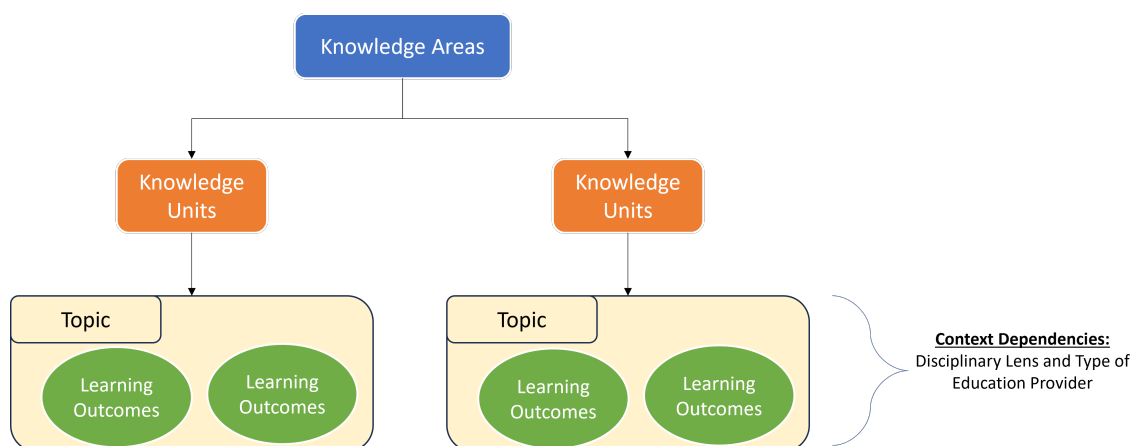 Knowledge Areas
Knowledge
Units
Knowledge
Units
Topic
Learning
Outcomes
Learning
Outcomes
Topic
Learning
Outcomes
Learning
Outcomes
Context Dependencies:
Disciplinary Lens and Type of
Education Provider